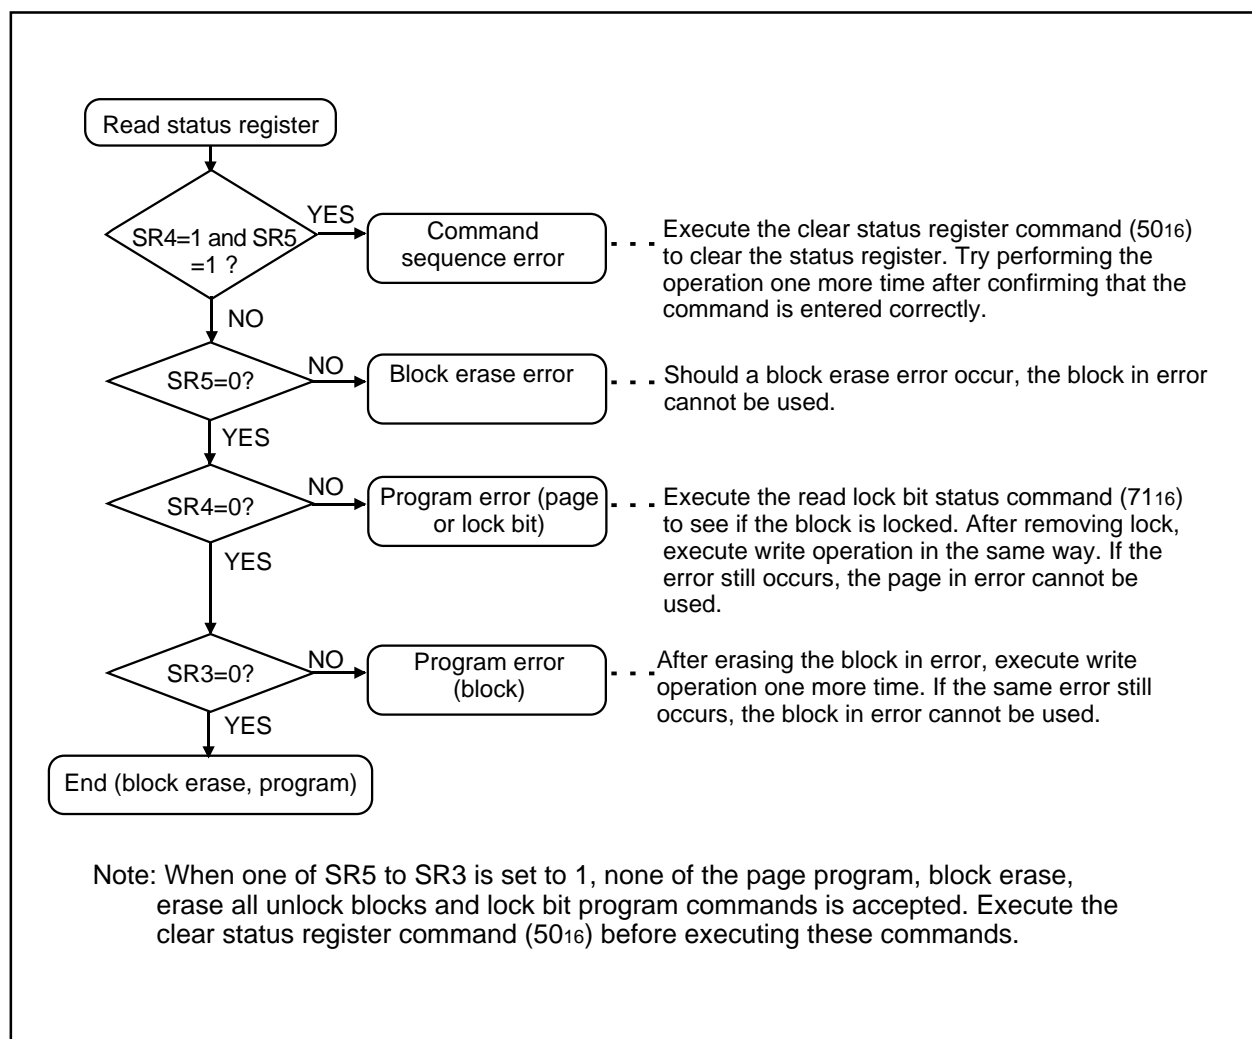 Read status register
SR4=1 and SR5
=1 ?
YES
Command
sequence error
Execute the clear status register command (5016)
to clear the status register. Try performing the
operation one more time after confirming that the
command is entered correctly.
NO
SR5=0?
NO
Block erase error
Should a block erase error occur, the block in error
cannot be used.
YES
SR4=0?
NO
Program error (page
or lock bit)
Execute the read lock bit status command (7116)
to see if the block is locked. After removing lock,
execute write operation in the same way. If the
error still occurs, the page in error cannot be
used.
YES
SR3=0?
NO
Program error
(block)
After erasing the block in error, execute write
operation one more time. If the same error still
occurs, the block in error cannot be used.
YES
End (block erase, program)
Note: When one of SR5 to SR3 is set to 1, none of the page program, block erase,
erase all unlock blocks and lock bit program commands is accepted. Execute the
clear status register command (5016) before executing these commands.